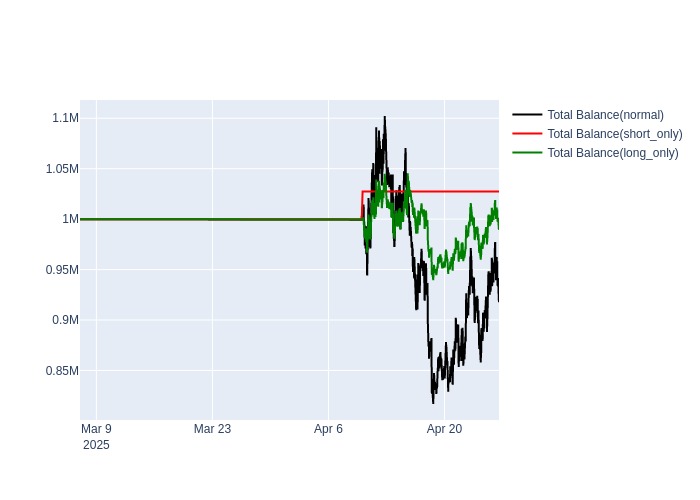 1.1M
1.05M
1M
0.95M
0.9M
0.85M
Mar 9
2025
Mar 23
Apr 6
Apr 20
Total Balance(normal)
Total Balance(short_only)
Total Balance(long_only)